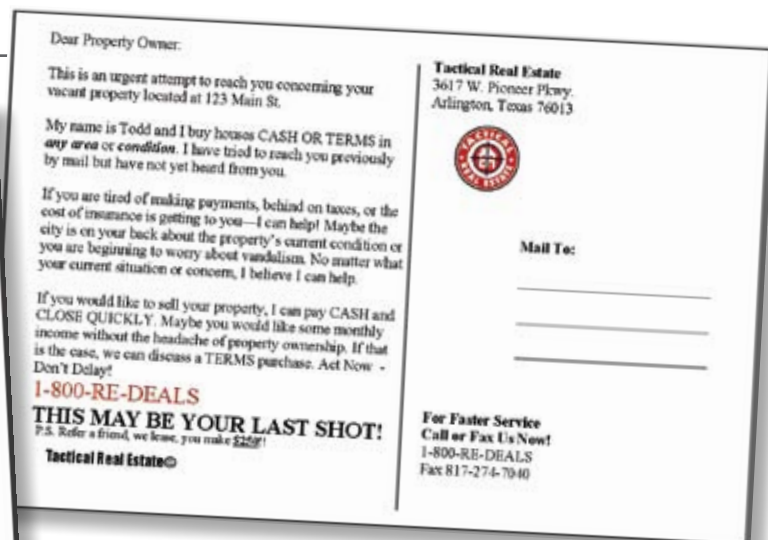 Dear Property Owner:
This is an urgent attempt to reach you concerning your
vacant property located at 123 Main St.
My name is Todd and I buy houses CASH OR TERMS in
any area or condition. I have tried to reach you previously
by mail but have not yet heard from you.
If you are tired of making payments, behind on taxes, or the
cost of insurance is getting to you—I can help! Maybe the
city is on your back about the property's current condition or
you are beginning to worry about vandalism. No matter what
your current situation or concern, I believe I can help.
If you would like to sell your property, I can pay CASH and
CLOSE QUICKLY. Maybe you would like some monthly
income without the headache of property ownership. If that
is the case, we can discuss a TERMS purchase. Act Now -
Don't Delay!
1-800-RE-DEALS
THIS MAY BE YOUR LAST SHOT!
P.S. Refer a friend, we lease, you make
Tactical Real Estate©
Tactical Real Estate
3617 W. Pioneer Pkwy.
Arlington, Texas 76013
TACTICAL
REAL ESTATE
Mail To:
For Faster Service
Call or Fax Us Now!
1-800-RE-DEALS
Fax 817-274-7040